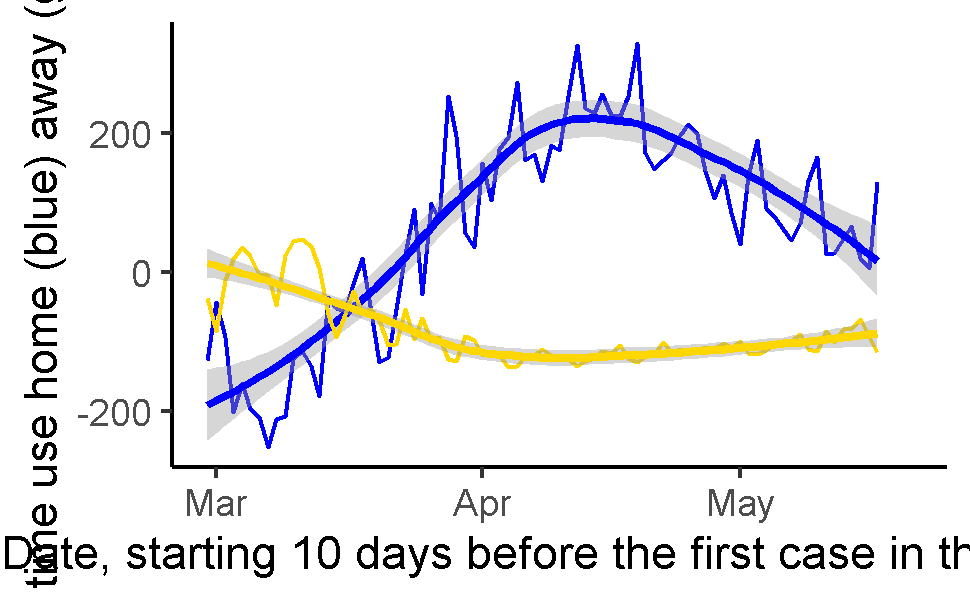 time use home (blue) away (
200
0
-200
Mar Apr May
Date, starting 10 days before the first case in th